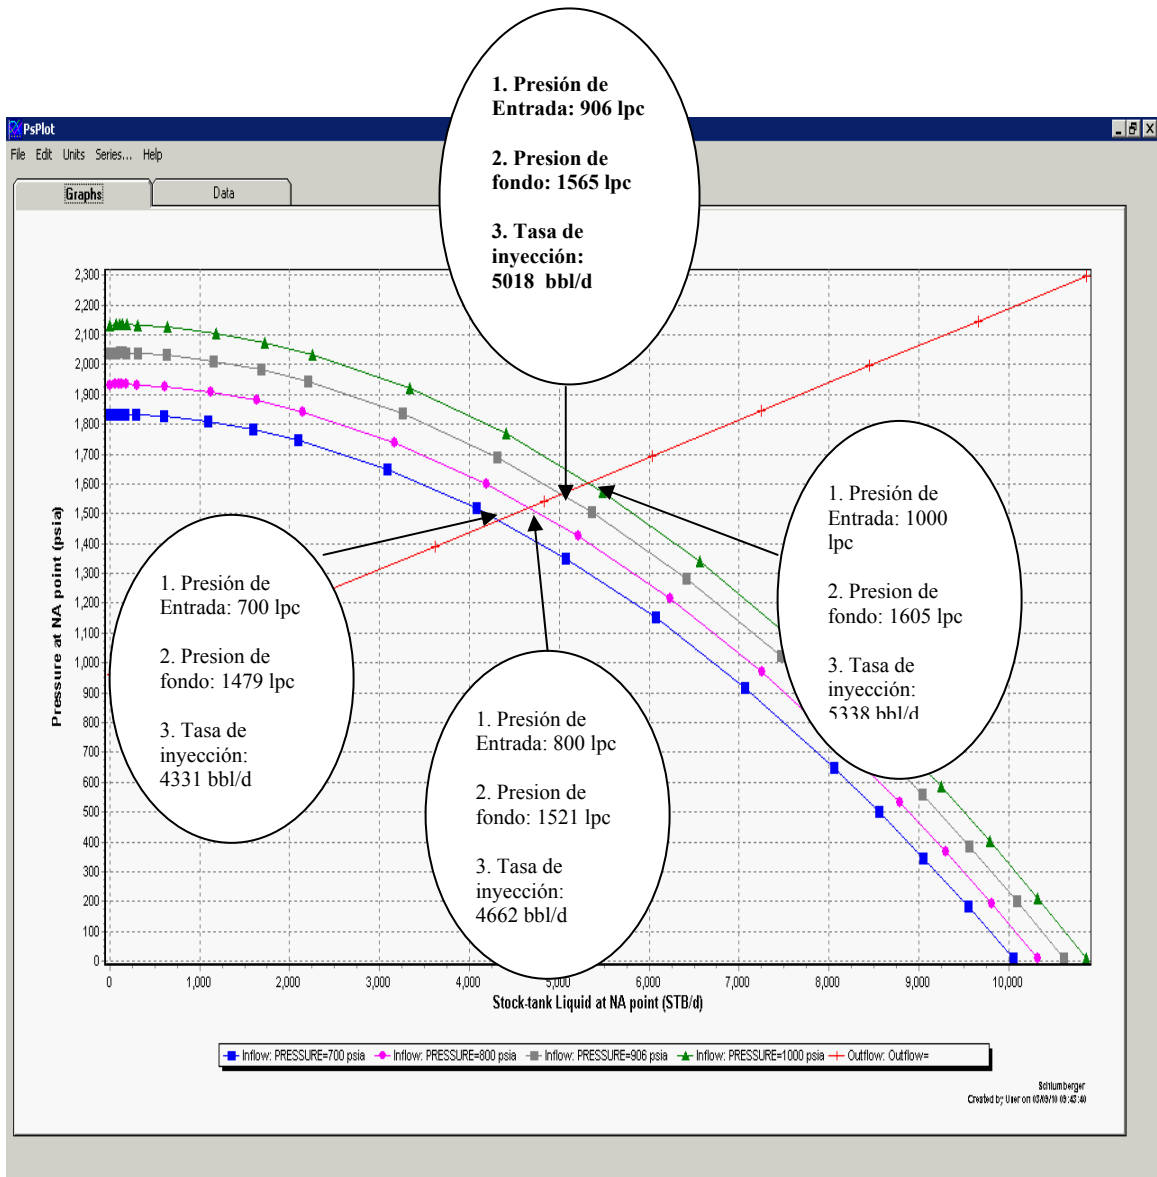 1. Presión de
Entrada: 906 lpc
2. Presion de
fondo: 1565 lpc
3. Tasa de
inyección:
5018 bbl/d
PsPlot
File Edit Units Series... Help
Graphs Data
2,300
2,200
2,100
2,000
1,900
1,800
1,700
1,600
1,500
1,400
1,300
1,200
1,100
1,000
900
800
700
600
500
400
300
200
100
0
Pressure at NA point (psia)
1. Presión de
Entrada: 700 lpc
2. Presion de
fondo: 1479 lpc
3. Tasa de
inyección:
4331 bbl/d
1. Presión de
Entrada: 800 lpc
2. Presion de
fondo: 1521 lpc
3. Tasa de
inyección:
4662 bbl/d
1. Presión de
Entrada: 1000
lpc
2. Presion de
fondo: 1605 lpc
3. Tasa de
inyección:
5338 bbl/d
0 1,000 2,000 3,000 4,000 5,000 6,000 7,000 8,000 9,000 10,000
Stock-tank Liquid at NA point (STB/d)
Inflow: PRESSURE=700 psia Inflow: PRESSURE=800 psia Inflow: PRESSURE=906 psia Inflow: PRESSURE=1000 psia Outflow: Outflow=
Schlumberger
Created by User on